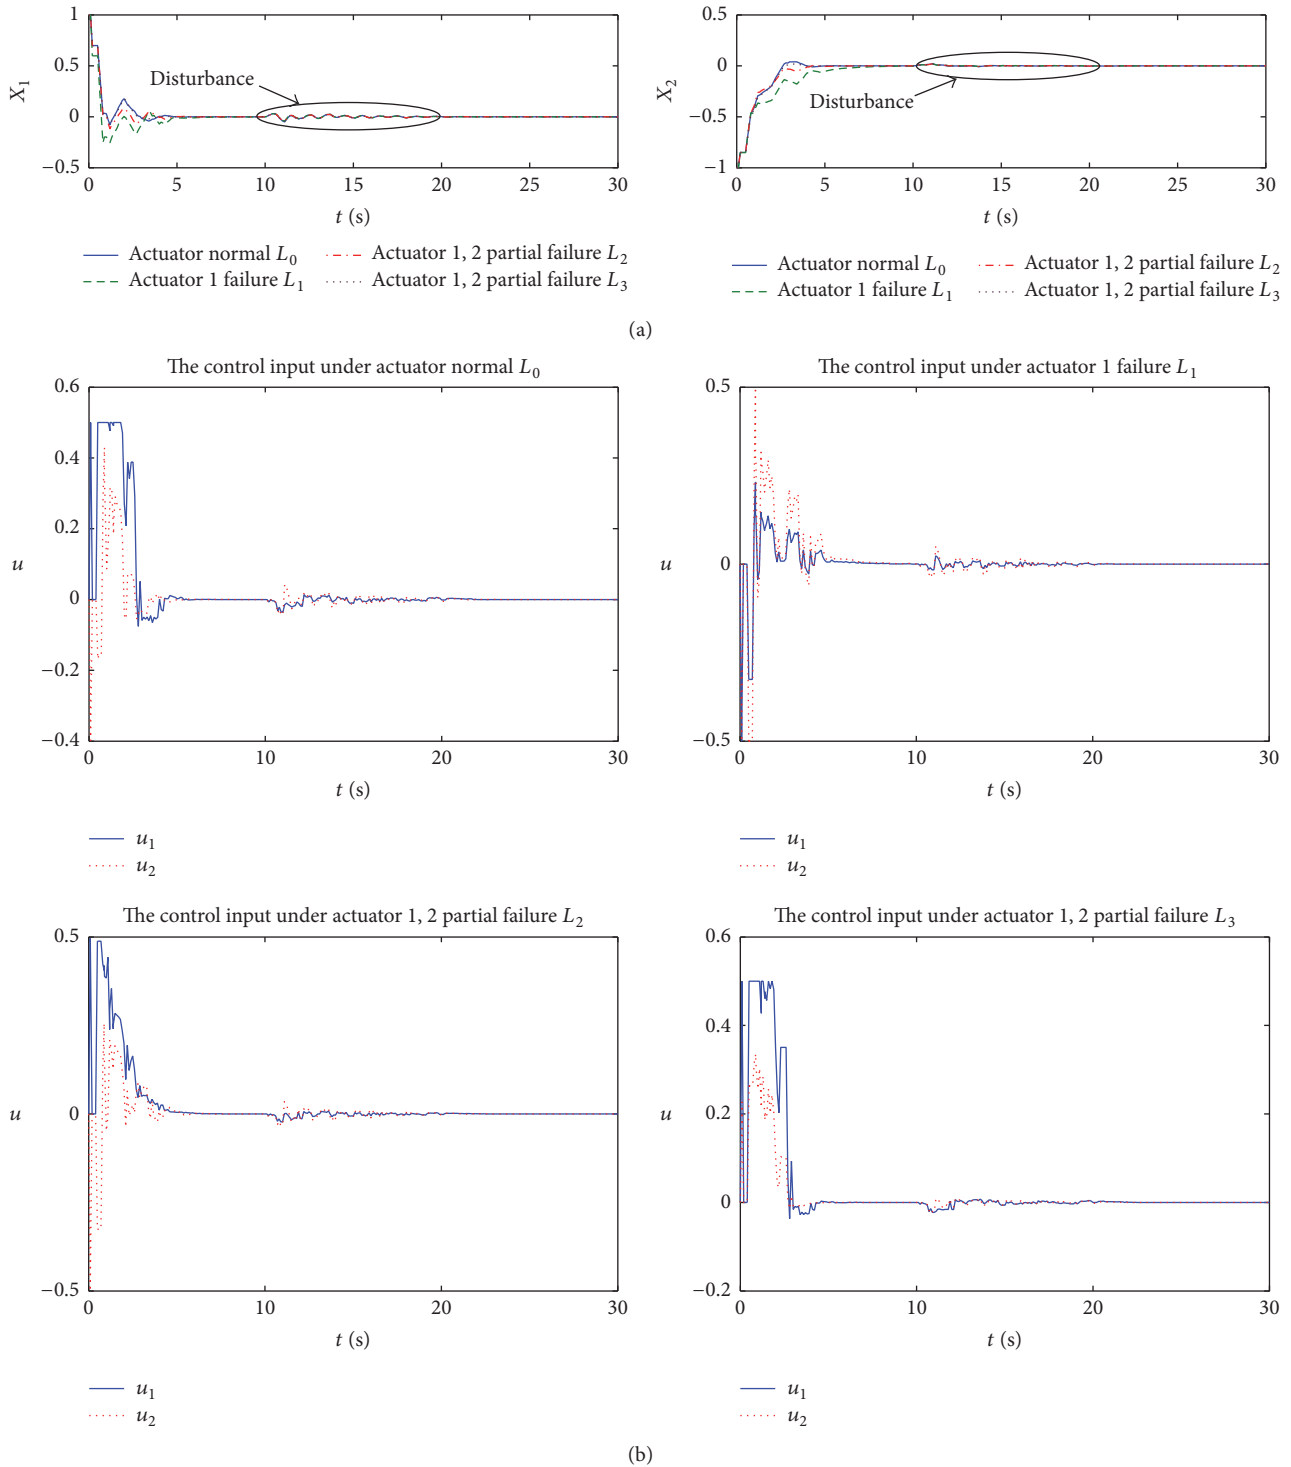 1
0.5
0
−0.5
X1
Disturbance
0 5 10 15 20 25 30
t (s)
Actuator normal L0
Actuator 1 failure L1
Actuator 1, 2 partial failure L2
Actuator 1, 2 partial failure L3
0.5
0
−0.5
−1
X2
Disturbance
0 5 10 15 20 25 30
t (s)
Actuator normal L0
Actuator 1 failure L1
Actuator 1, 2 partial failure L2
Actuator 1, 2 partial failure L3
(a)
The control input under actuator normal L0
0.6
0.4
0.2
0
−0.2
−0.4
u
0 10 20 30
t (s)
u1
u2
The control input under actuator 1 failure L1
0.5
0
−0.5
u
0 10 20 30
t (s)
u1
u2
The control input under actuator 1, 2 partial failure L2
0.5
0
−0.5
u
0 10 20 30
t (s)
u1
u2
The control input under actuator 1, 2 partial failure L3
0.6
0.4
0.2
0
−0.2
u
0 10 20 30
t (s)
u1
u2
(b)